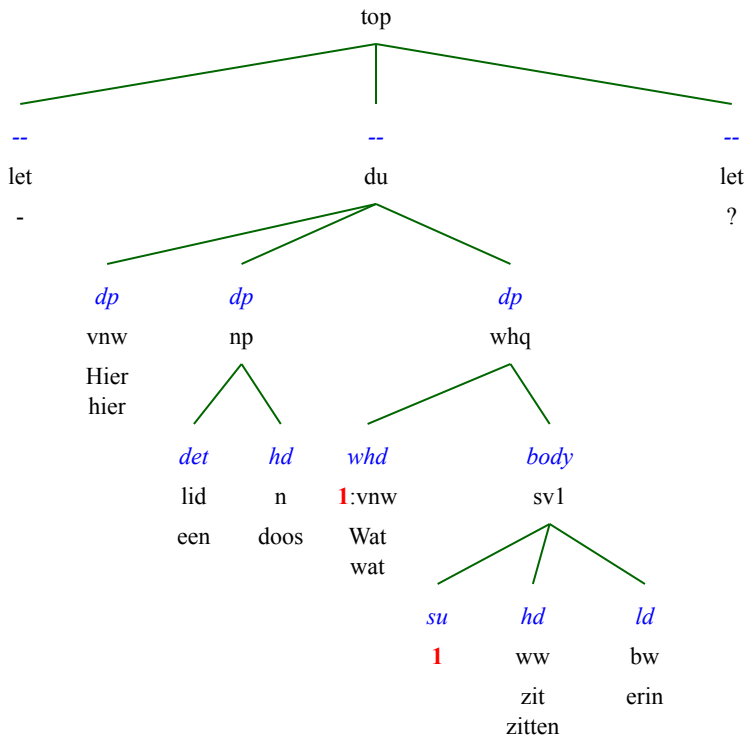 top
-- -- --
let du let
- ?
dp dp dp
vnw np whq
Hier
hier
det hd whd body
lid n 1:vnw sv1
een doos Wat
wat
su hd ld
1 ww bw
zit erin
zitten